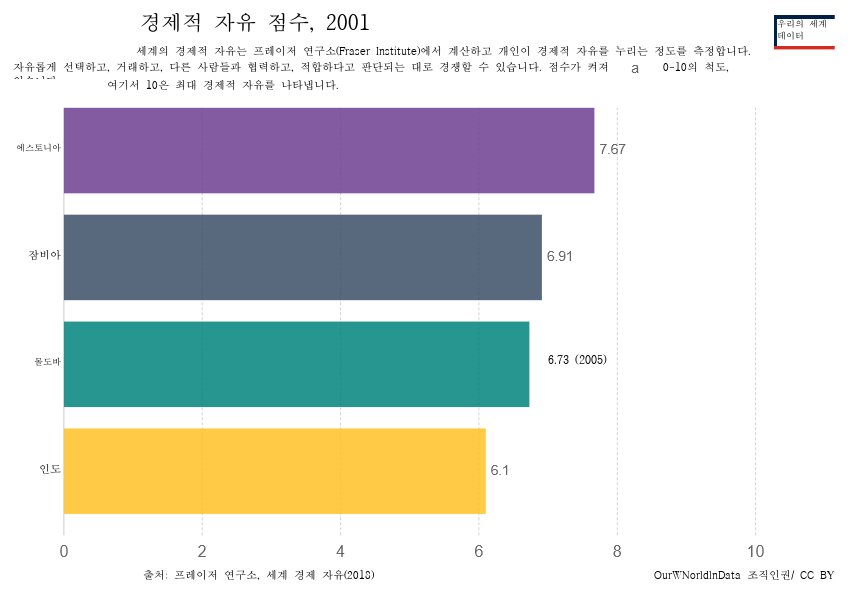 경제적 자유 점수, 2001
우리의 세계
데이터
세계의 경제적 자유는 프레이저 연구소(Fraser Institute)에서 계산하고 개인이 경제적 자유를 누리는 정도를 측정합니다.
자유롭게 선택하고, 거래하고, 다른 사람들과 협력하고, 적합하다고 판단되는 대로 경쟁할 수 있습니다. 점수가 켜져 a 0-10의 척도,
여기서 10은 최대 경제적 자유를 나타냅니다.
에스토니아 7.67
잠비아 6.91
몰도바 6.73 (2005)
인도 6.1
0 2 4 6 8 10
출처: 프레이저 연구소, 세계 경제 자유(2018)
OurWNorldInData 조직인권/ CC BY